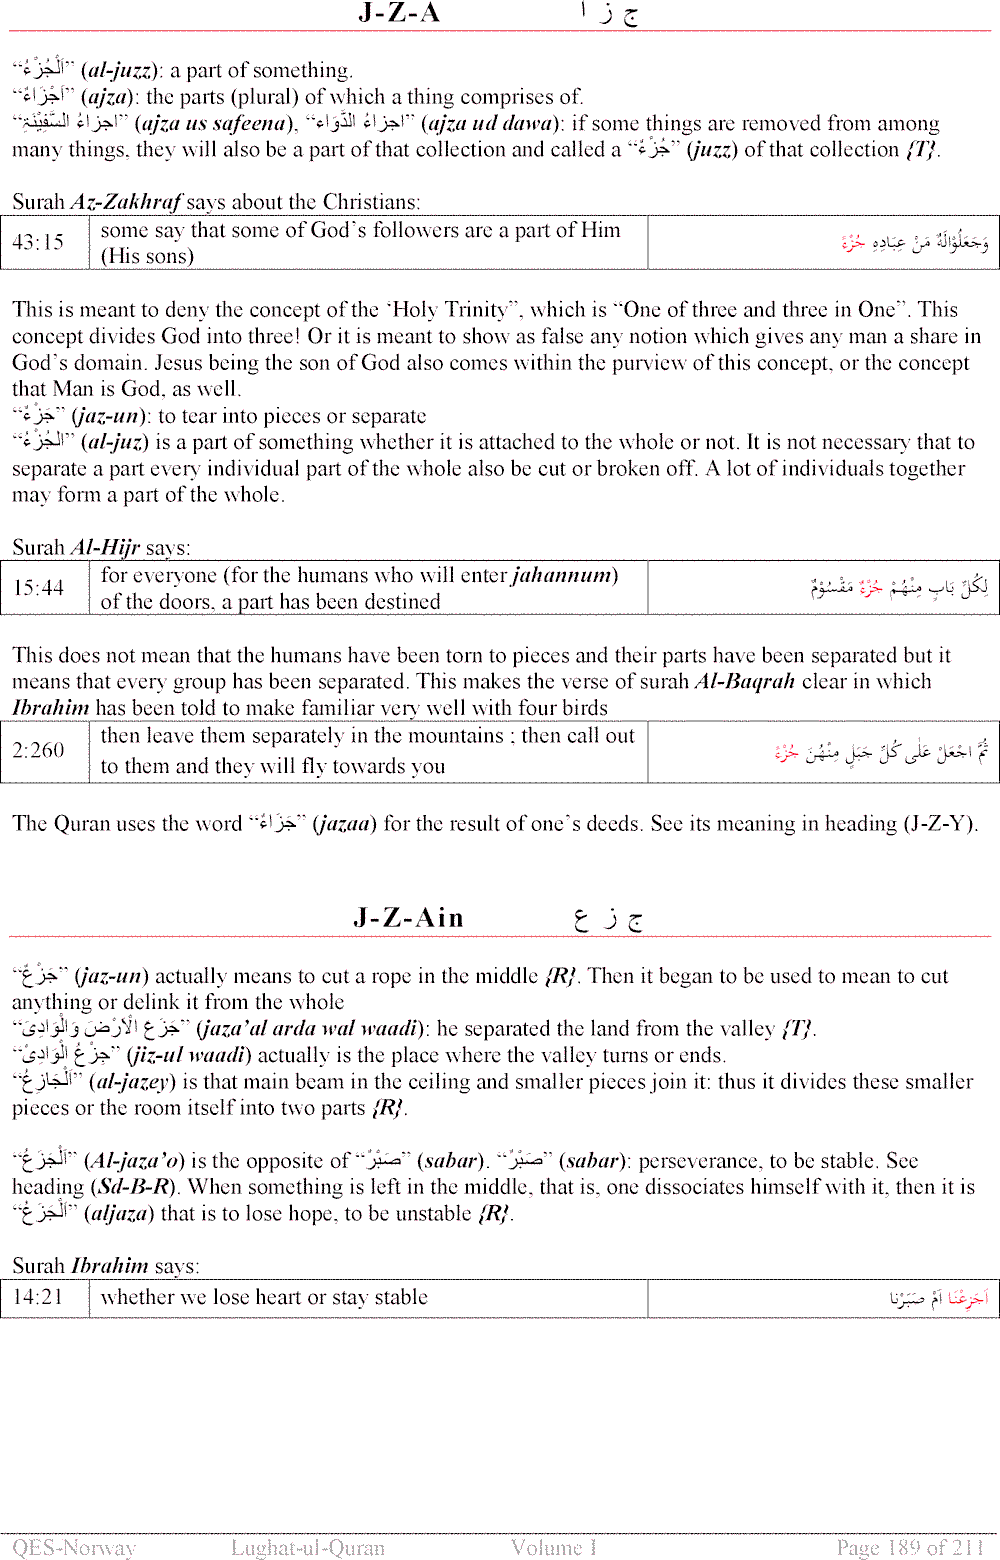 J-Z-A ج ز ا
“اَلْجُزْءُ” (al-juzz): a part of something.
“اَجْزَاءٌ” (ajza): the parts (plural) of which a thing comprises of.
“اجزاءُ السَّفِيْنَۃِ” (ajza us safeena), “اجزاءُ الدَّوَاء” (ajza ud dawa): if some things are removed from among
many things, they will also be a part of that collection and called a “جُزْءٌ” (juzz) of that collection {T}.
Surah Az-Zakhraf says about the Christians:
43:15 some say that some of God’s followers are a part of Him (His sons) وَجَعَلُوْالَهٗ مَنْ عِبَادِهٖ جُزْءً
This is meant to deny the concept of the ‘Holy Trinity”, which is “One of three and three in One”. This
concept divides God into three! Or it is meant to show as false any notion which gives any man a share in
God’s domain. Jesus being the son of God also comes within the purview of this concept, or the concept
that Man is God, as well.
“جَزْءٌ” (jaz-un): to tear into pieces or separate
“الجُزْءُ” (al-juz) is a part of something whether it is attached to the whole or not. It is not necessary that to
separate a part every individual part of the whole also be cut or broken off. A lot of individuals together
may form a part of the whole.
Surah Al-Hijr says:
15:44 for everyone (for the humans who will enter jahannum) of the doors, a part has been destined لِكُلِّ بَابٍ مِنْهُمْ جُزْءٌ مَقْسُوْمٌ
This does not mean that the humans have been torn to pieces and their parts have been separated but it
means that every group has been separated. This makes the verse of surah Al-Baqrah clear in which
Ibrahim has been told to make familiar very well with four birds
2:260 then leave them separately in the mountains ; then call out to them and they will fly towards you ثُمَّ اجْعَلْ عَلٰى كُلِّ جَبَلٍ مِنْهُنَ جُزْءً
The Quran uses the word “جَزَاءٌ” (jazaa) for the result of one’s deeds. See its meaning in heading (J-Z-Y).
J-Z-Ain ج ز ع
“جَزْعٌ” (jaz-un) actually means to cut a rope in the middle {R}. Then it began to be used to mean to cut
anything or delink it from the whole
“جَزَع الْاَرْضَ وَالْوَادِیَ” (jaza’al arda wal waadi): he separated the land from the valley {T}.
“جِزْعُ الْوَادِیْ” (jiz-ul waadi) actually is the place where the valley turns or ends.
“اَلْجَازِعُ” (al-jazey) is that main beam in the ceiling and smaller pieces join it: thus it divides these smaller
pieces or the room itself into two parts {R}.
“اَلْجَزَعُ” (Al-jaza’o) is the opposite of “صَبْرٌ” (sabar). “صَبْرٌ” (sabar): perseverance, to be stable. See
heading (Sd-B-R). When something is left in the middle, that is, one dissociates himself with it, then it is
“اَلْجَزَعُ” (aljaza) that is to lose hope, to be unstable {R}.
Surah Ibrahim says:
14:21 whether we lose heart or stay stable اَجَزِعْنَا اَمْ صَبَرْنا
QES-Norway Lughat-ul-Quran Volume I Page 189 of 211